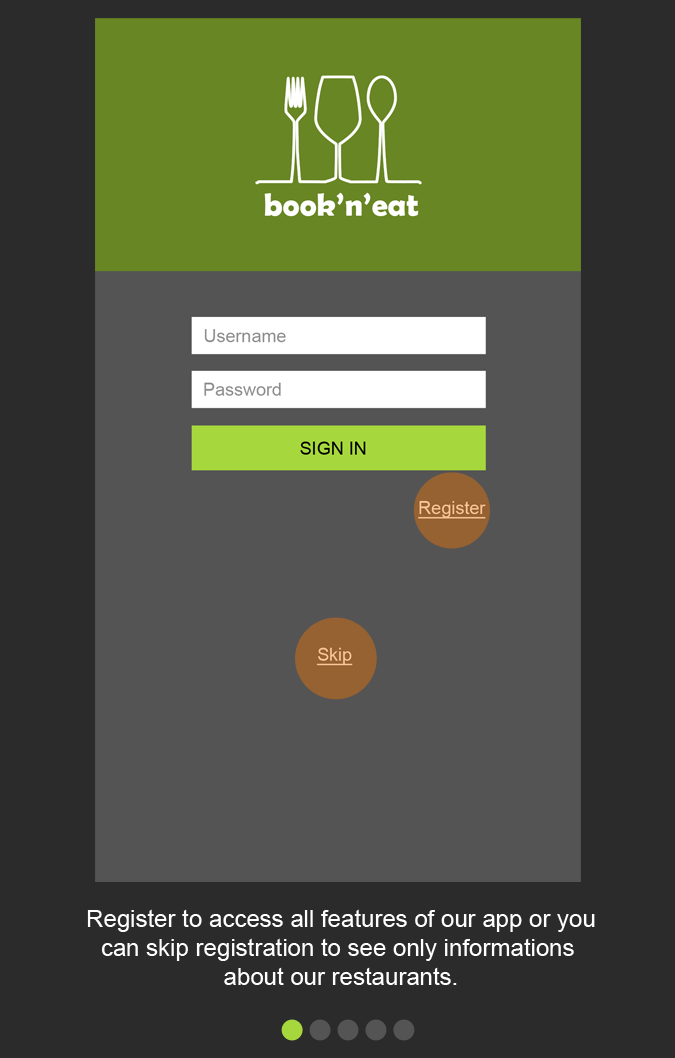 book’n’eat
Username
Password
SIGN IN
Register
Skip
Register to access all features of our app or you
can skip registration to see only informations
about our restaurants.